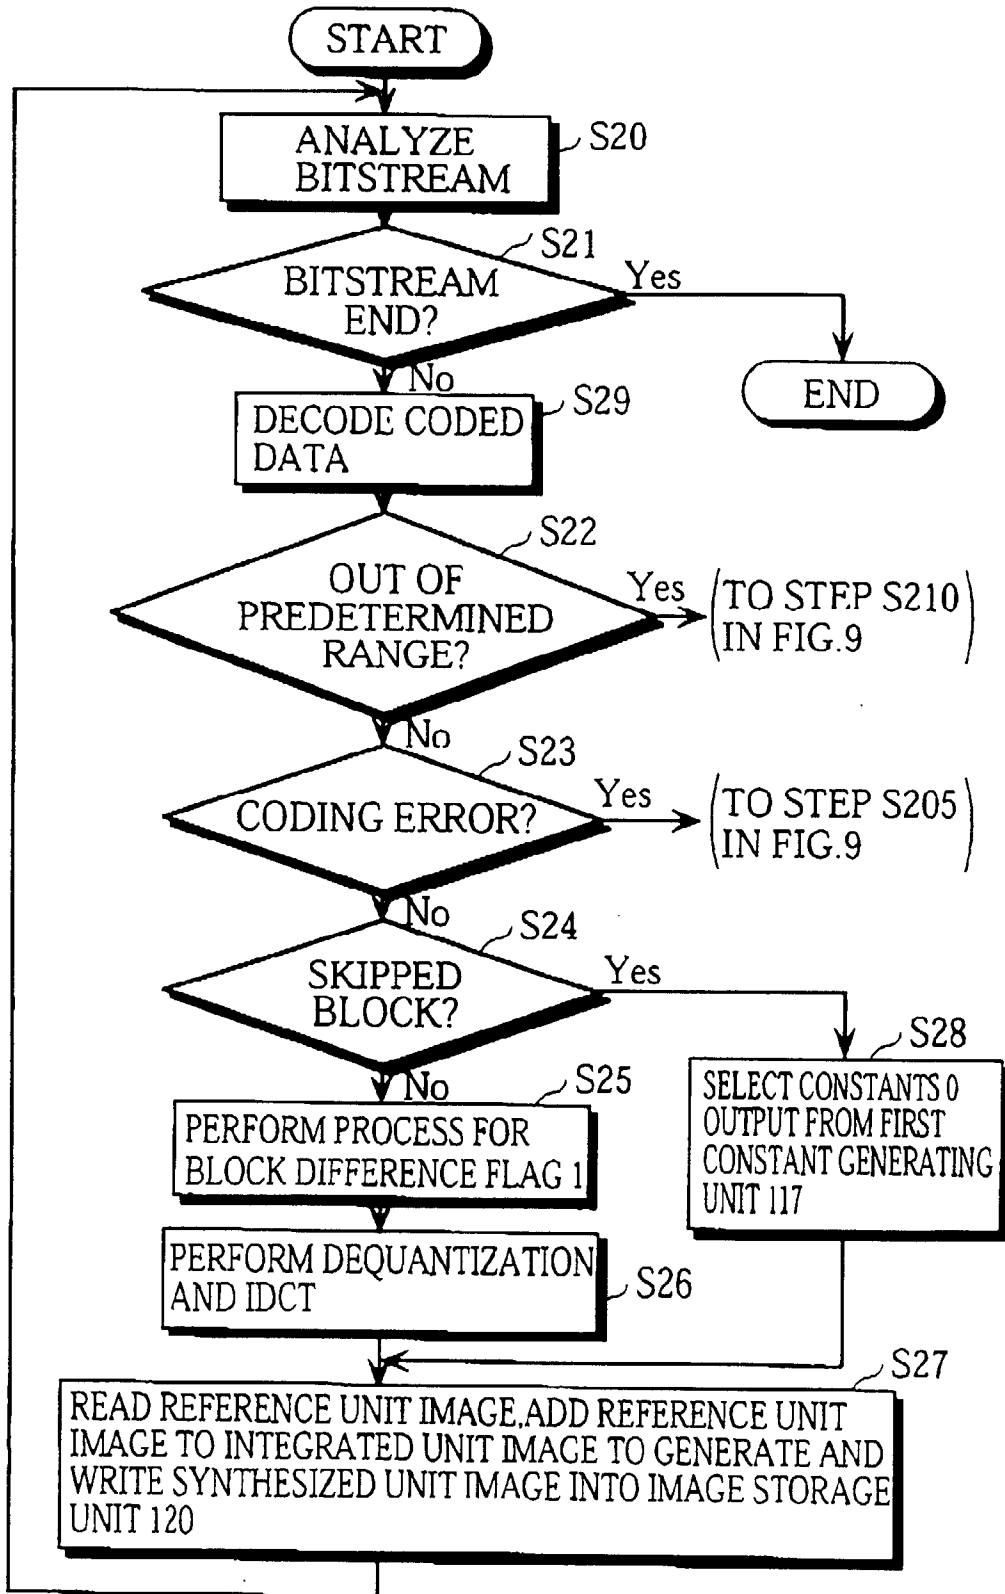 START
ANALYZE
BITSTREAM
S20
S21
BITSTREAM
END?
Yes
No
END
S29
DECODE CODED
DATA
S22
OUT OF
PREDETERMINED
RANGE?
Yes
(TO STEP S210
IN FIG.9)
No
S23
CODING ERROR?
Yes
(TO STEP S205
IN FIG.9)
No
S24
SKIPPED
BLOCK?
Yes
No
S28
SELECT CONSTANTS 0
OUTPUT FROM FIRST
CONSTANT GENERATING
UNIT 117
S25
PERFORM PROCESS FOR
BLOCK DIFFERENCE FLAG 1
PERFORM DEQUANTIZATION
AND IDCT
S26
S27
READ REFERENCE UNIT IMAGE, ADD REFERENCE UNIT
IMAGE TO INTEGRATED UNIT IMAGE TO GENERATE AND
WRITE SYNTHESIZED UNIT IMAGE INTO IMAGE STORAGE
UNIT 120